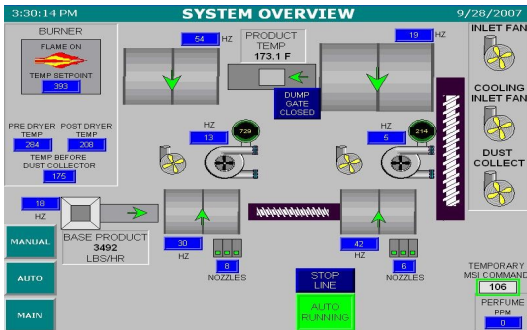 3:30:14 PM
SYSTEM OVERVIEW
9/28/2007
BURNER
FLAME ON
TEMP SETPOINT
393
PRE DRYER TEMP
POST DRYER TEMP
284
208
TEMP BEFORE
DUST COLLECTOR
175
54 HZ
PRODUCT
TEMP
173.1 F
19 HZ
DUMP
GATE
CLOSED
INLET FAN
COOLING
INLET FAN
DUST
COLLECT
HZ
13
729
HZ
5
214
18
HZ
BASE PRODUCT
3492
LBS/HR
30
HZ
8
NOZZLES
42
HZ
6
NOZZLES
MANUAL
AUTO
MAIN
STOP
LINE
AUTO
RUNNING
TEMPORARY
MSI COMMAND
106
PERFUME
PPM
0